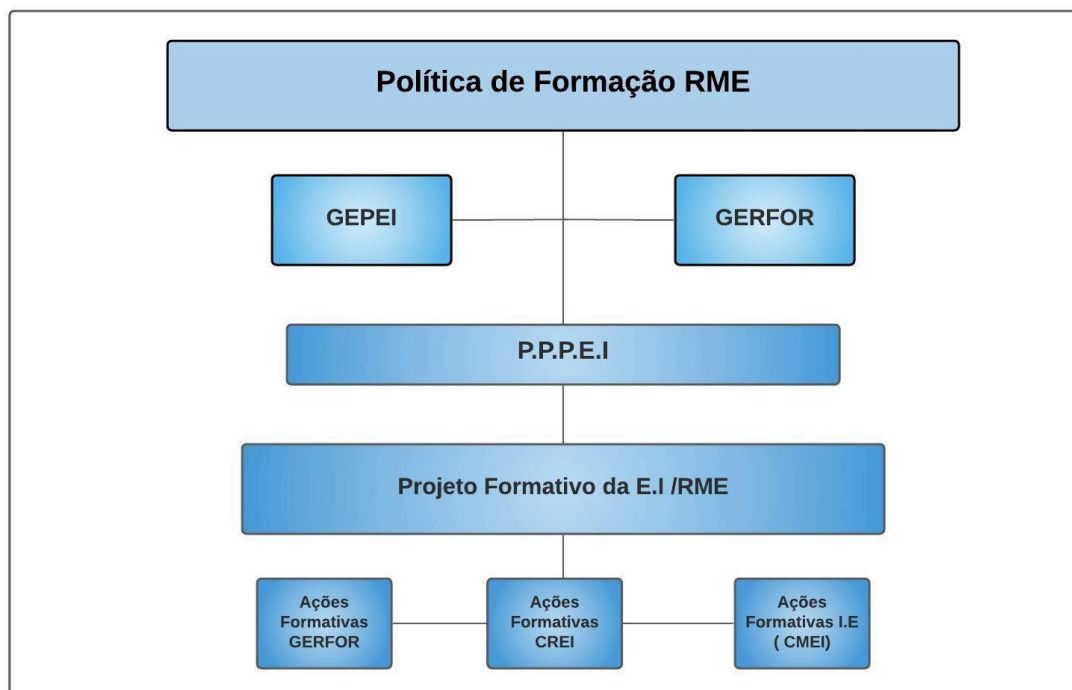 Política de Formação RME
GEPEI
GERFOR
P.P.P.E.I
Projeto Formativo da E.I /RME
Ações
Formativas
GERFOR
Ações
Formativas
CREI
Ações
Formativas I.E
( CMEI)